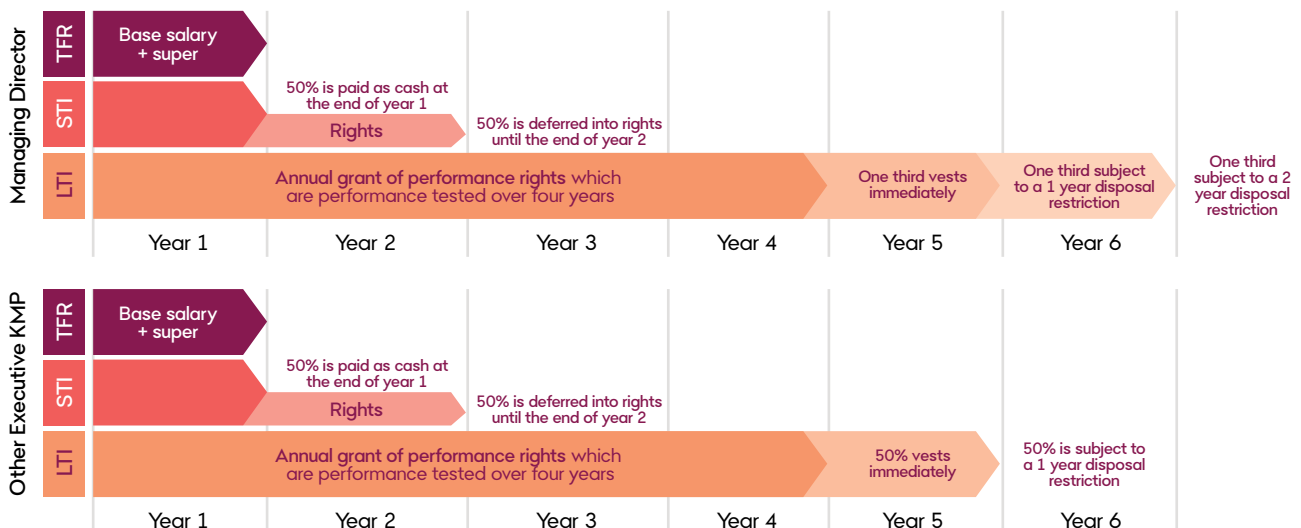 Managing Director
TFR
Base salary
+ super
STI
50% is paid as cash at
the end of year 1
Rights
50% is deferred into rights
until the end of year 2
LTI
Annual grant of performance rights which
are performance tested over four years
One third vests
immediately
One third subject
to a 1 year disposal
restriction
One third
subject to a 2
year disposal
restriction
Year 1
Year 2
Year 3
Year 4
Year 5
Year 6
Other Executive KMP
TFR
Base salary
+ super
STI
50% is paid as cash at
the end of year 1
Rights
50% is deferred into rights
until the end of year 2
LTI
Annual grant of performance rights which
are performance tested over four years
50% vests
immediately
50% is subject to
a 1 year disposal
restriction
Year 1
Year 2
Year 3
Year 4
Year 5
Year 6